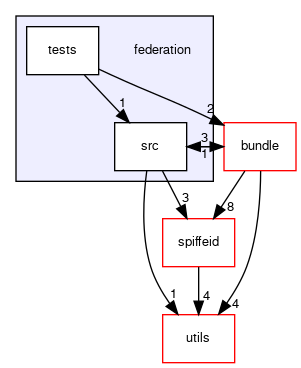 tests
federation
1
2
src
3
1
bundle
3
8
spiffeid
1
4
4
utils